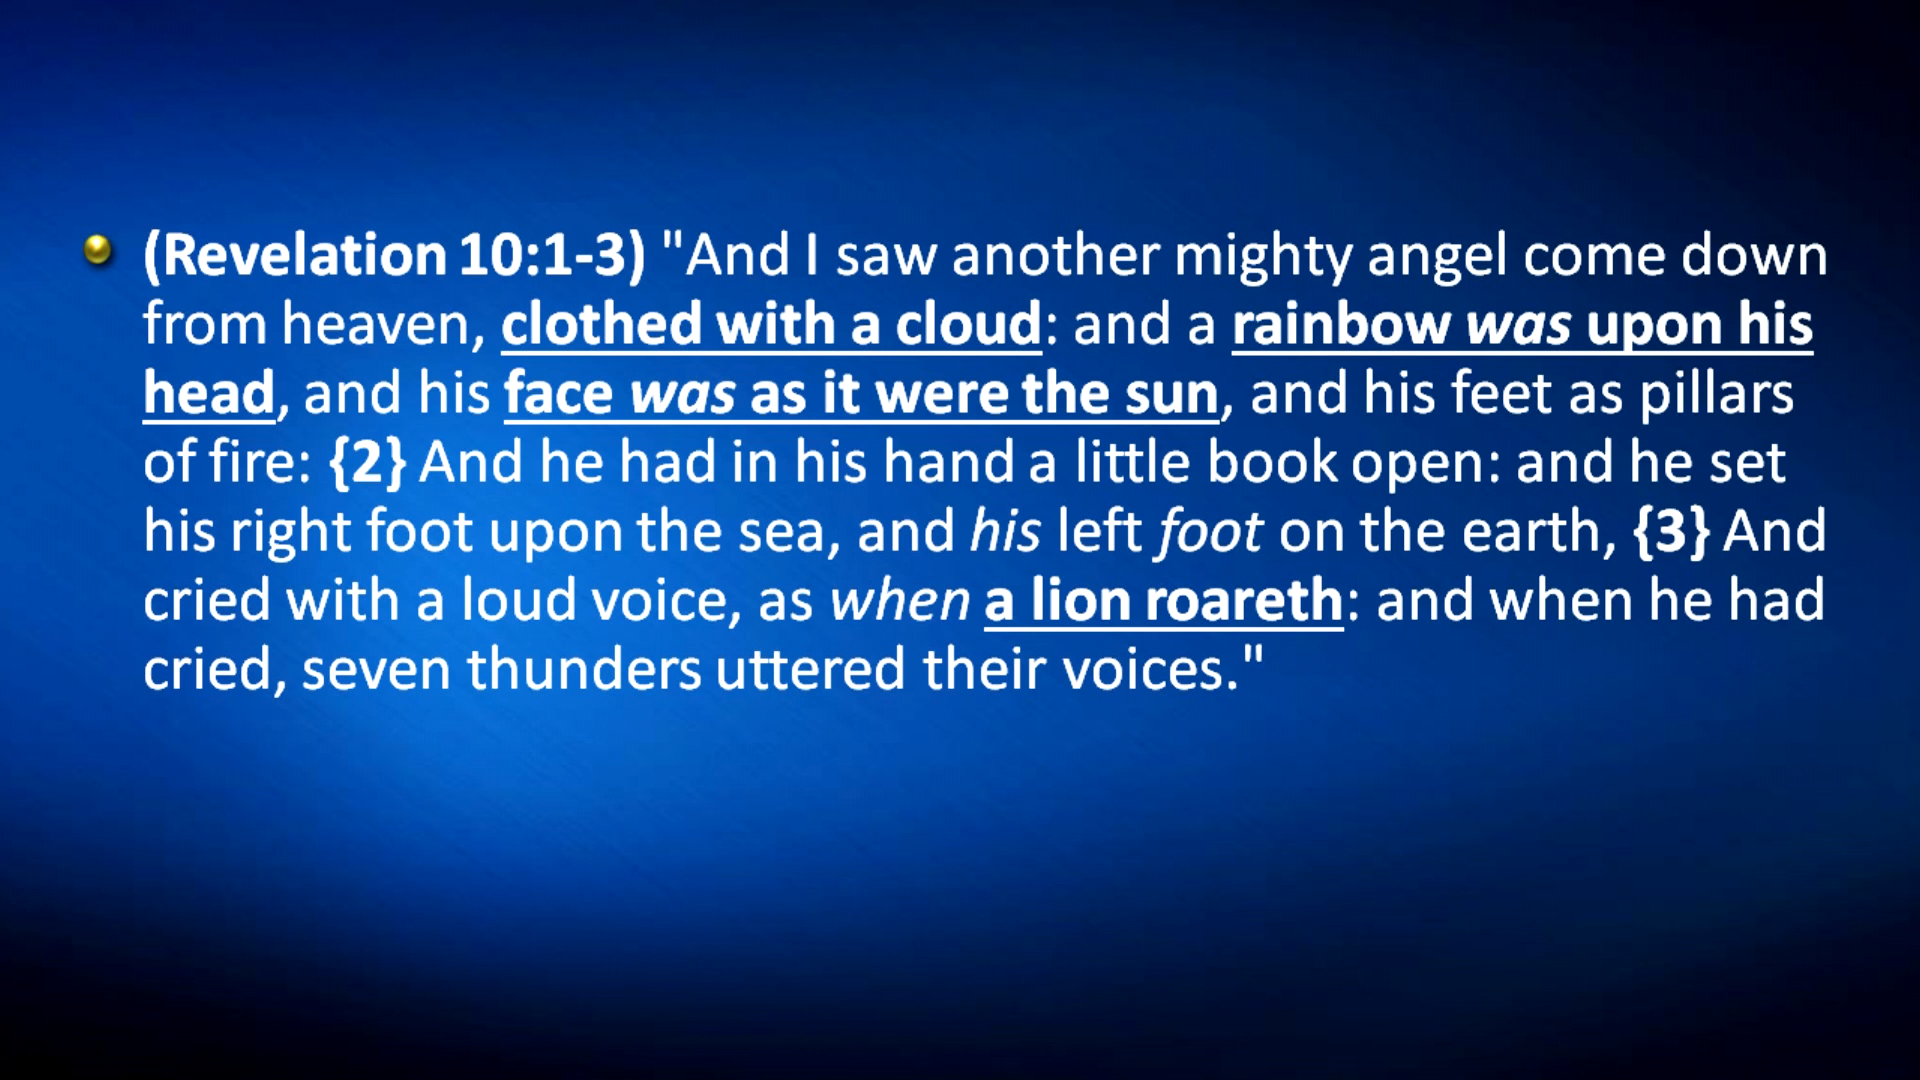 (Revelation 10:1-3) "And I saw another mighty angel come down
from heaven, clothed with a cloud: and a rainbow was upon his
head, and his face was as it were the sun, and his feet as pillars
of fire: {2} And he had in his hand a little book open: and he set
his right foot upon the sea, and his left foot on the earth, {3} And
cried with a loud voice, as when a lion roareth: and when he had
cried, seven thunders uttered their voices."